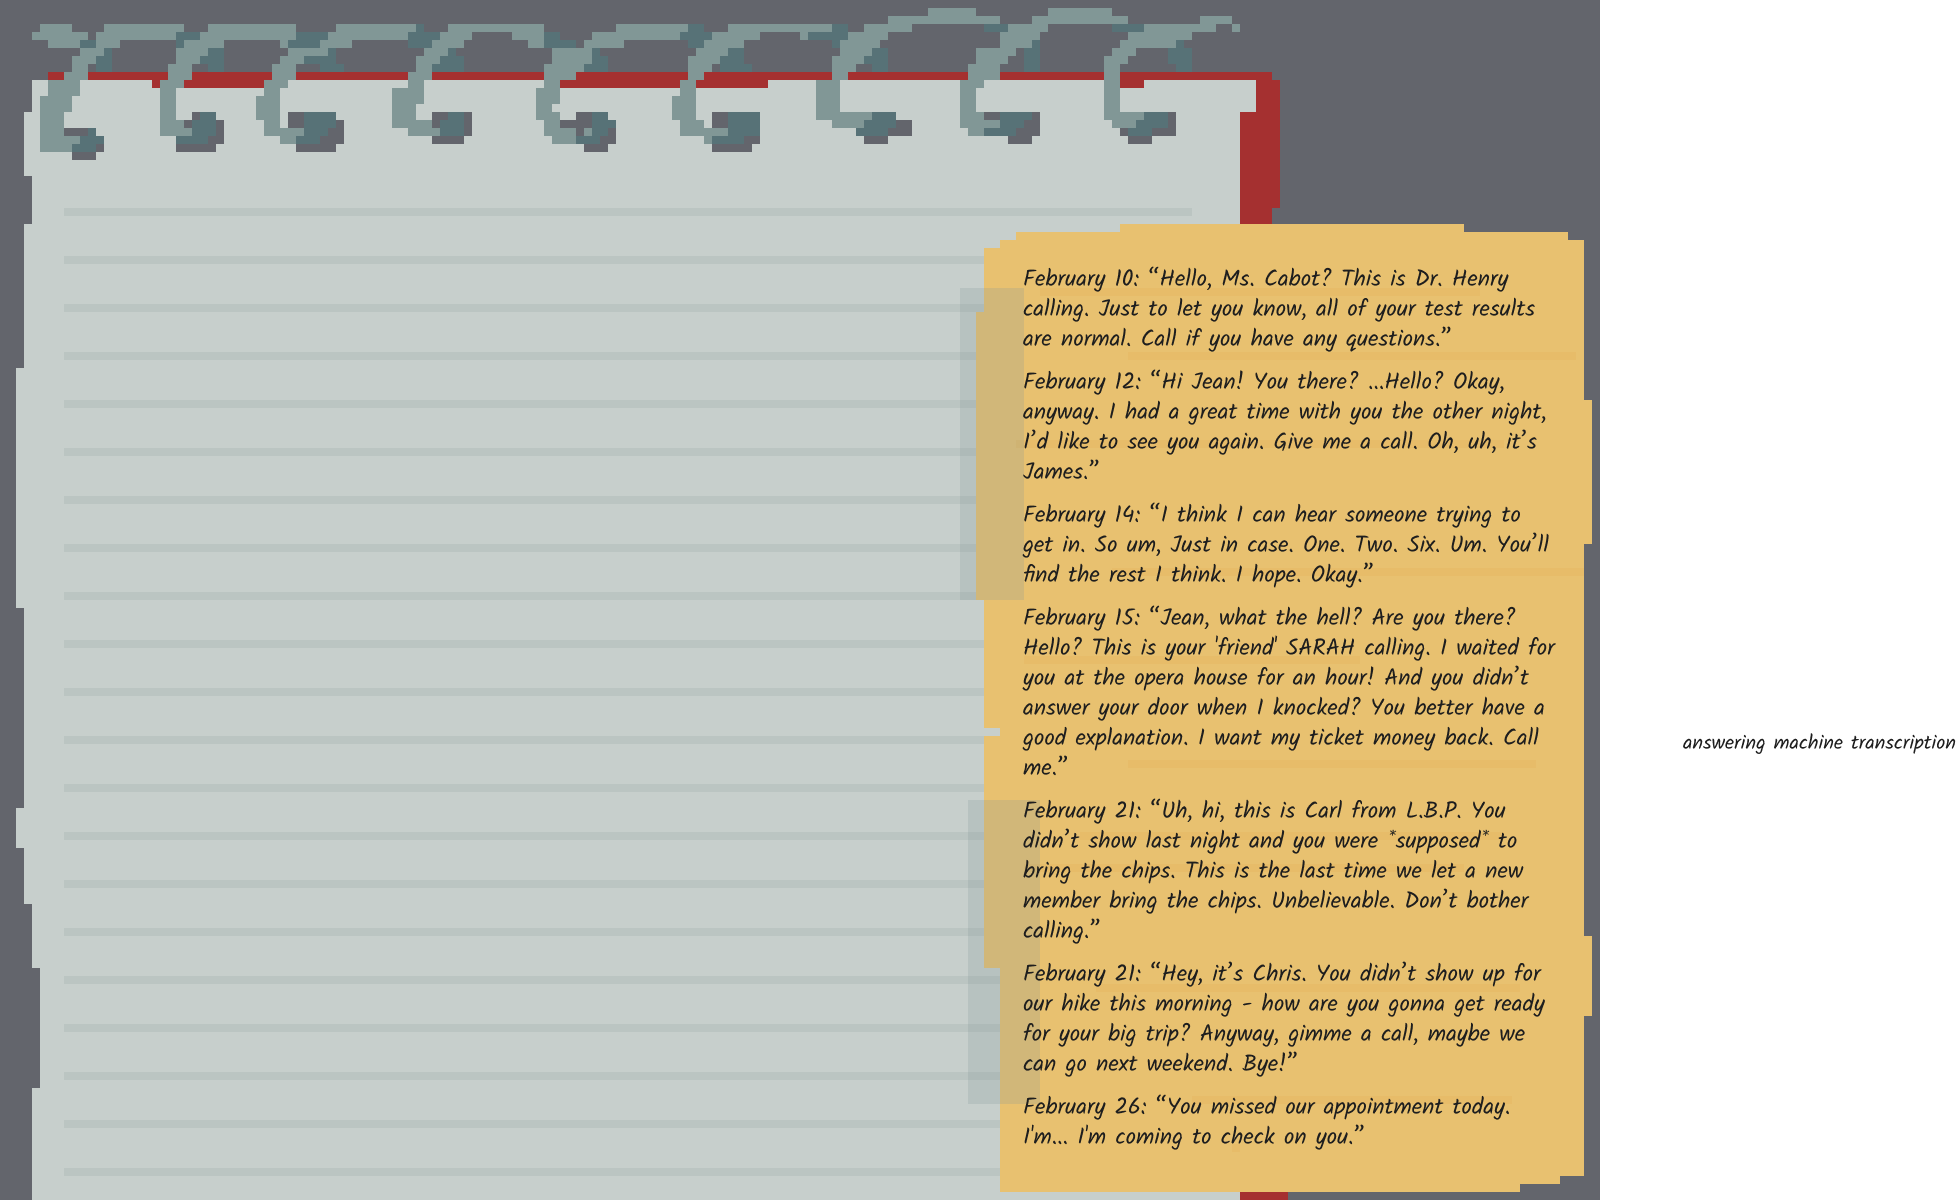 February 10: “Hello, Ms. Cabot? This is Dr. Henry
calling. Just to let you know, all of your test results
are normal. Call if you have any questions.”
February 12: “Hi Jean! You there? ...Hello? Okay,
anyway. I had a great time with you the other night,
I’d like to see you again. Give me a call. Oh, uh, it’s
James.”
February 14: “I think I can hear someone trying to
get in. So um, Just in case. One. Two. Six. Um. You’ll
find the rest I think. I hope. Okay.”
February 15: “Jean, what the hell? Are you there?
Hello? This is your 'friend' SARAH calling. I waited for
you at the opera house for an hour! And you didn’t
answer your door when I knocked? You better have a
good explanation. I want my ticket money back. Call
me.”
February 21: “Uh, hi, this is Carl from L.B.P. You
didn’t show last night and you were *supposed* to
bring the chips. This is the last time we let a new
member bring the chips. Unbelievable. Don’t bother
calling.”
February 21: “Hey, it’s Chris. You didn’t show up for
our hike this morning - how are you gonna get ready
for your big trip? Anyway, gimme a call, maybe we
can go next weekend. Bye!”
February 26: “You missed our appointment today.
I'm... I'm coming to check on you.”
answering machine transcription